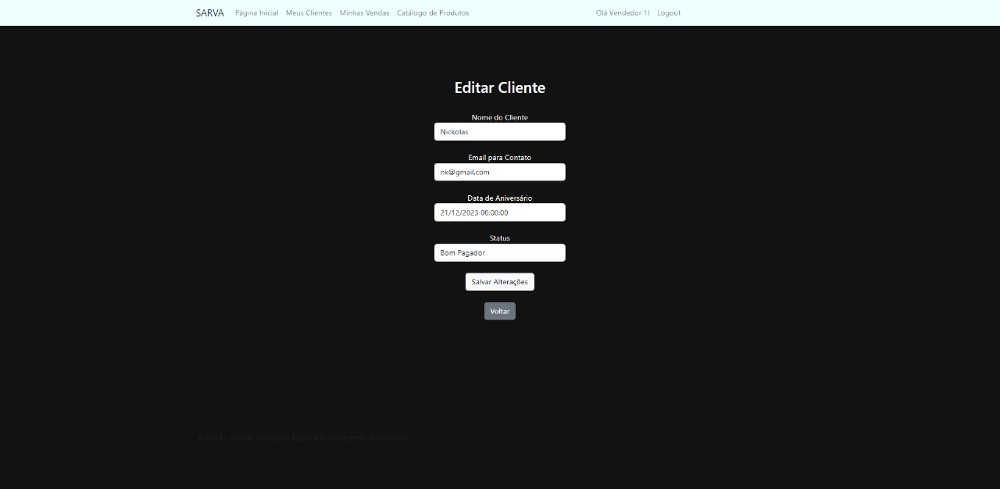 SARVA Página Inicial Meus Clientes Minhas Vendas Catálogo de Produtos Olá Vendedor 1! Logout
Editar Cliente
Nome do Cliente
Nickolas
Email para Contato
nk@gmail.com
Data de Aniversário
21/12/2023 00:00:00
Status
Bom Pagador
Salvar Alterações
Voltar
© 2023 - SARVA: Serviço de Apoio a Revendedores Autônomos